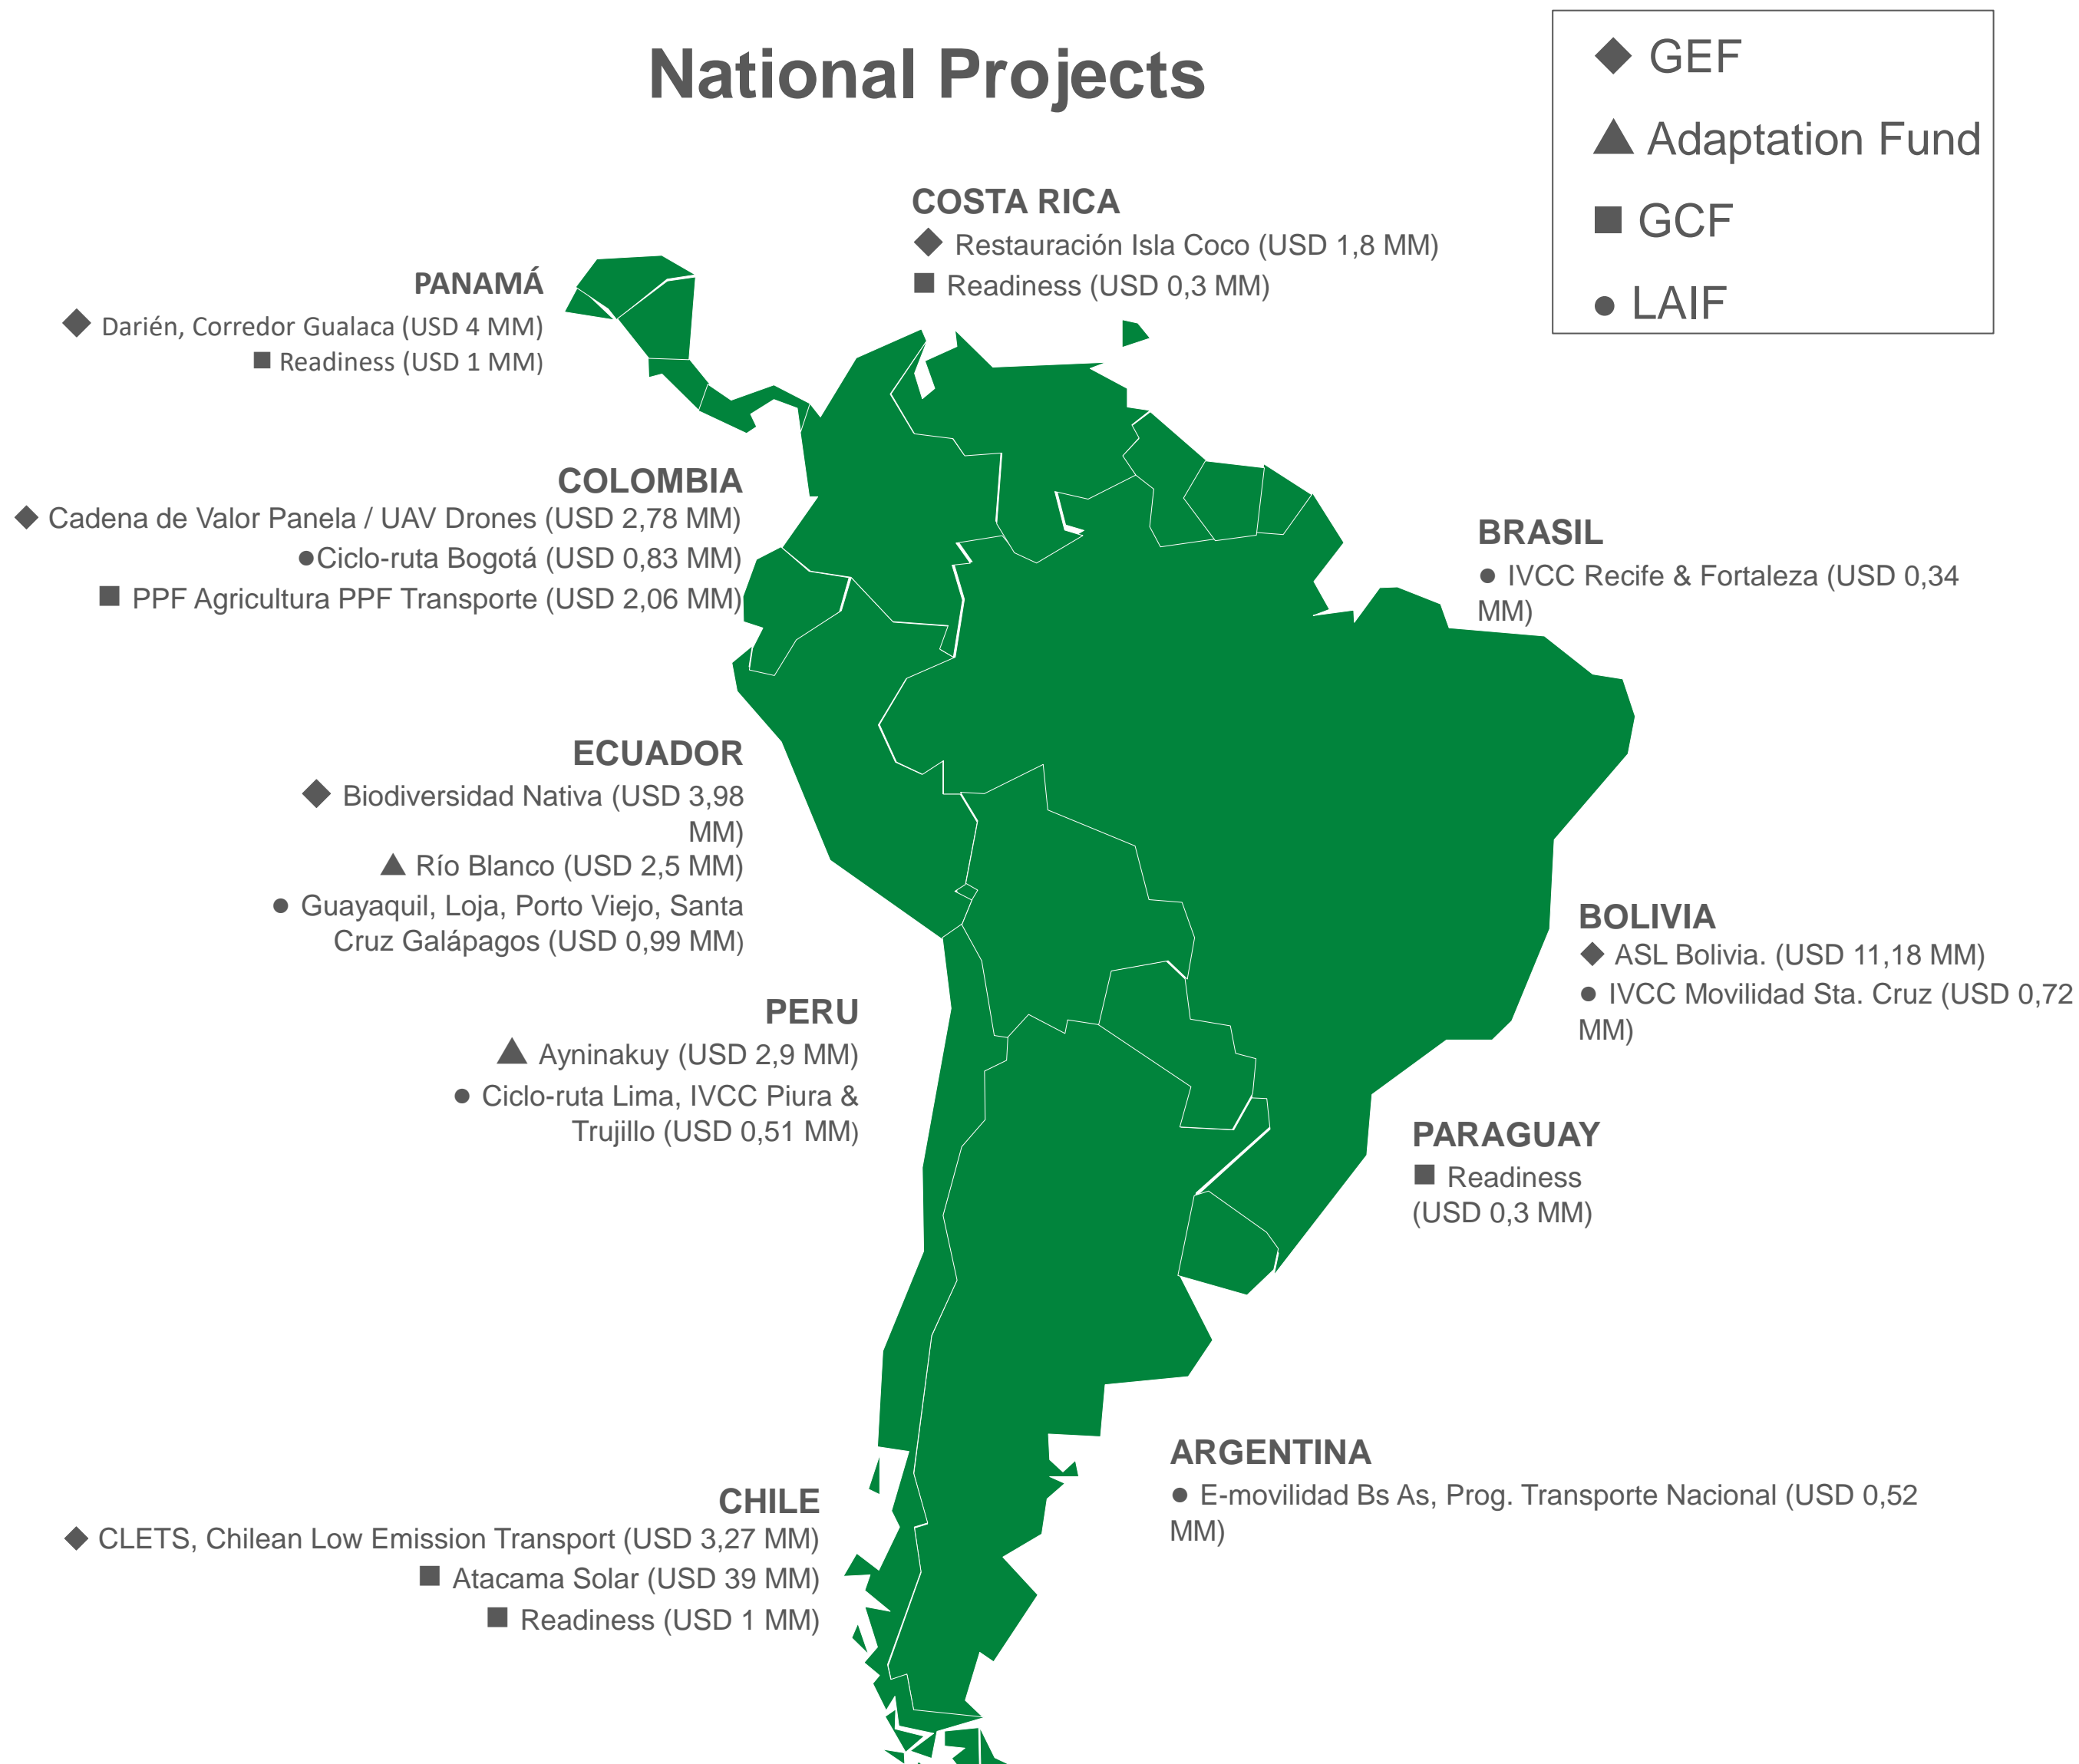 National Projects
GEF
Adaptation Fund
GCF
LAIF
COSTA RICA
Restauración Isla Coco (USD 1,8 MM)
Readiness (USD 0,3 MM)
PANAMÁ
Darién, Corredor Gualaca (USD 4 MM)
Readiness (USD 1 MM)
COLOMBIA
Cadena de Valor Panela / UAV Drones (USD 2,78 MM)
Ciclo-ruta Bogotá (USD 0,83 MM)
PPF Agricultura PPF Transporte (USD 2,06 MM)
BRASIL
IVCC Recife & Fortaleza (USD 0,34
MM)
ECUADOR
Biodiversidad Nativa (USD 3,98
MM)
Río Blanco (USD 2,5 MM)
Guayaquil, Loja, Porto Viejo, Santa
Cruz Galápagos (USD 0,99 MM)
BOLIVIA
ASL Bolivia. (USD 11,18 MM)
IVCC Movilidad Sta. Cruz (USD 0,72
MM)
PERU
Ayninakuy (USD 2,9 MM)
Ciclo-ruta Lima, IVCC Piura &
Trujillo (USD 0,51 MM)
PARAGUAY
Readiness
(USD 0,3 MM)
ARGENTINA
E-movilidad Bs As, Prog. Transporte Nacional (USD 0,52
MM)
CHILE
CLETS, Chilean Low Emission Transport (USD 3,27 MM)
Atacama Solar (USD 39 MM)
Readiness (USD 1 MM)